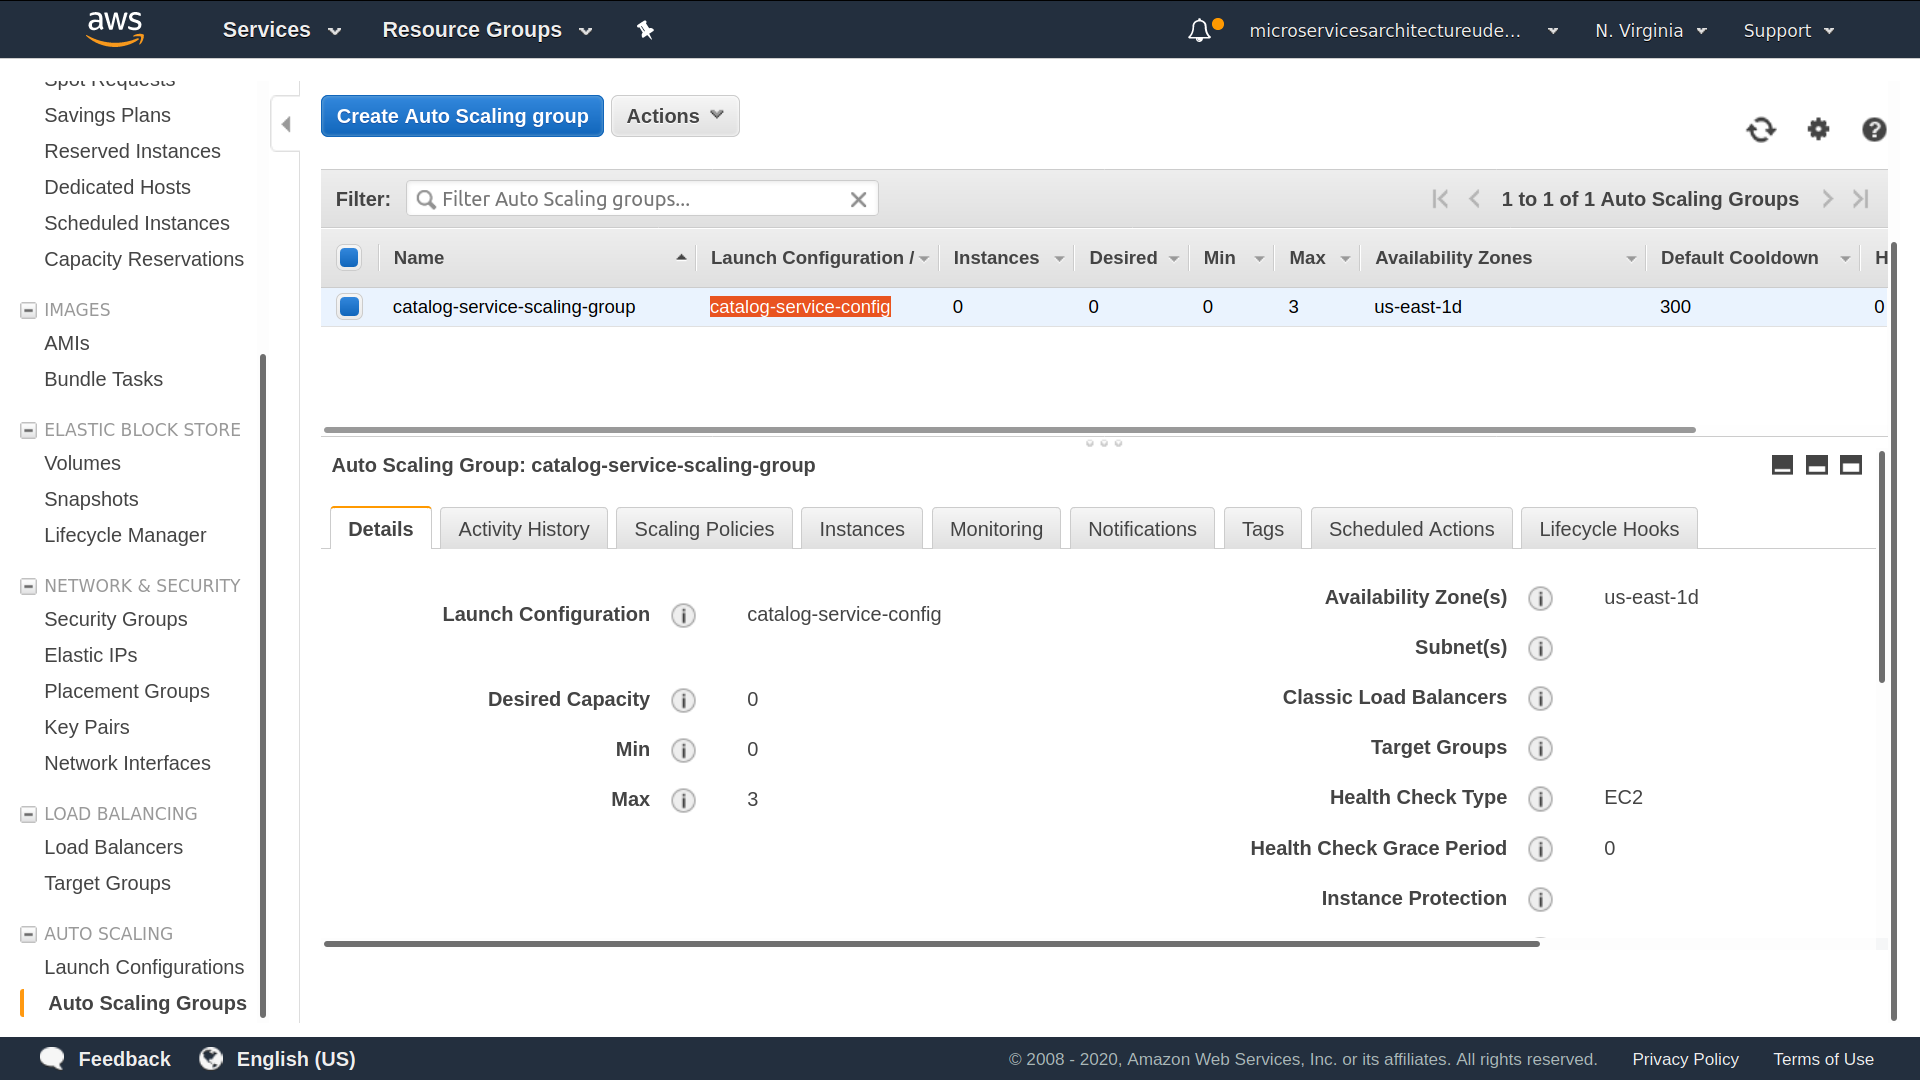 aws
Services
Resource Groups
microservicesarchitectureude...
N. Virginia
Support
Spot Requests
Savings Plans
Reserved Instances
Dedicated Hosts
Scheduled Instances
Capacity Reservations
IMAGES
AMIs
Bundle Tasks
ELASTIC BLOCK STORE
Volumes
Snapshots
Lifecycle Manager
NETWORK & SECURITY
Security Groups
Elastic IPs
Placement Groups
Key Pairs
Network Interfaces
LOAD BALANCING
Load Balancers
Target Groups
AUTO SCALING
Launch Configurations
Auto Scaling Groups
Create Auto Scaling group
Actions
Filter:
Filter Auto Scaling groups...
1 to 1 of 1 Auto Scaling Groups
Name Launch Configuration / Instances Desired Min Max Availability Zones Default Cooldown H
catalog-service-scaling-group catalog-service-config 0 0 0 3 us-east-1d 300 0
Auto Scaling Group: catalog-service-scaling-group
Details Activity History Scaling Policies Instances Monitoring Notifications Tags Scheduled Actions Lifecycle Hooks
Launch Configuration catalog-service-config
Desired Capacity 0
Min 0
Max 3
Availability Zone(s) us-east-1d
Subnet(s)
Classic Load Balancers
Target Groups
Health Check Type EC2
Health Check Grace Period 0
Instance Protection
Feedback
English (US)
© 2008 - 2020, Amazon Web Services, Inc. or its affiliates. All rights reserved.
Privacy Policy
Terms of Use